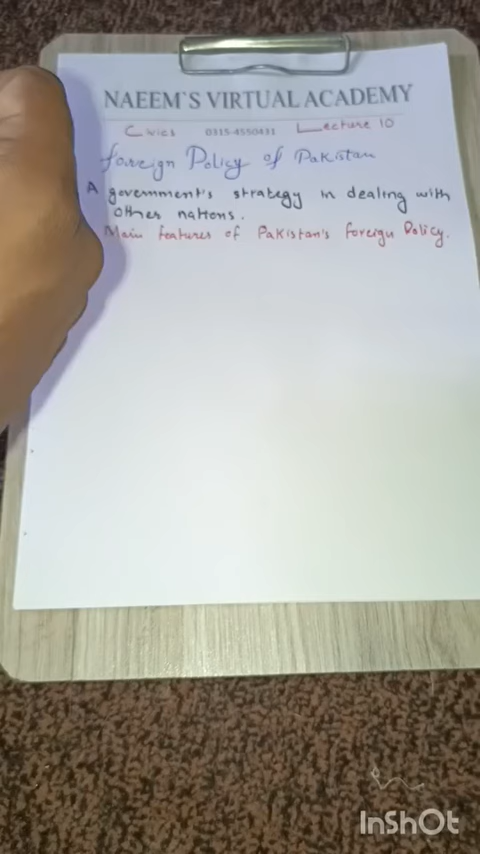 NAEEM`S VIRTUAL ACADEMY
Civics 0315-4550431 Lecture 10
Foreign Policy of Pakistan
A government's strategy in dealing with
other nations.
Main features of Pakistan's foreign Policy.
InShOt